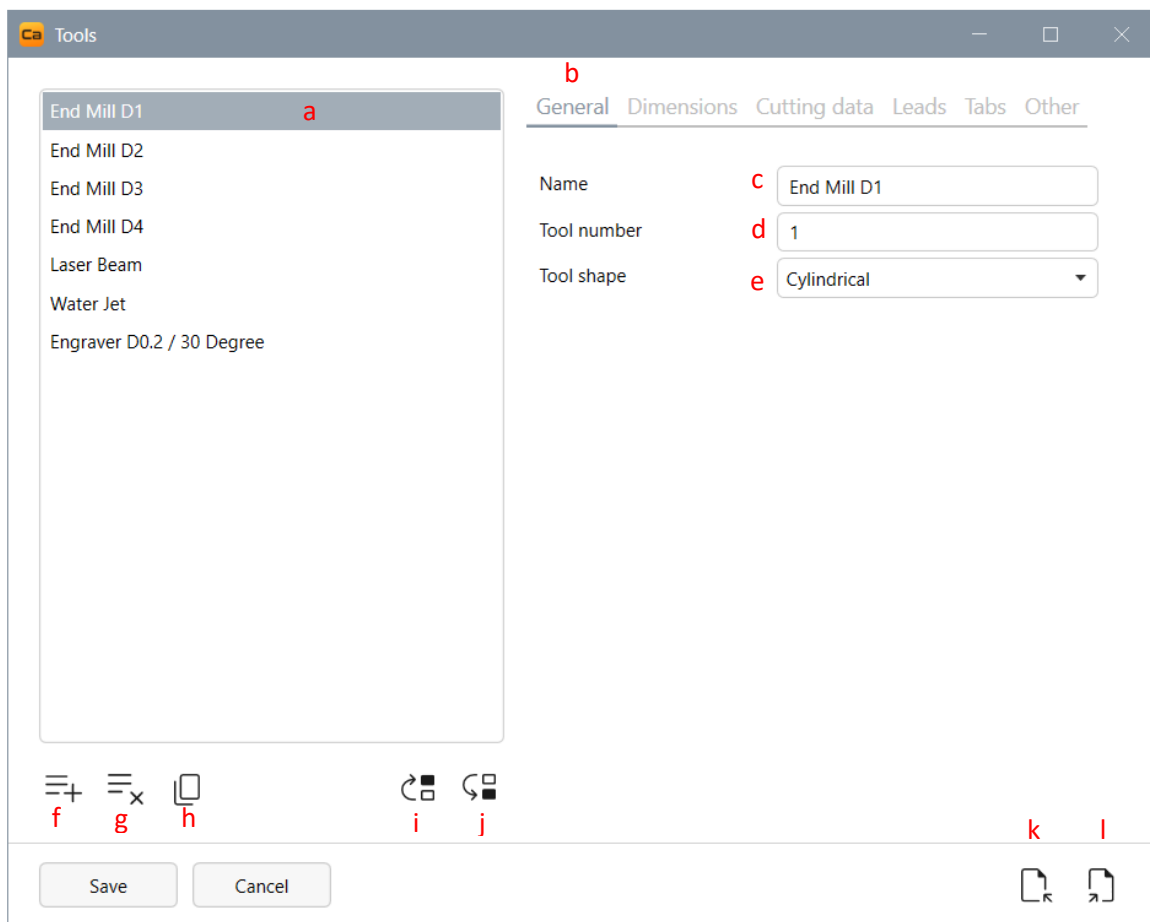 Ca Tools
b
General Dimensions Cutting data Leads Tabs Other
End Mill D1 a
End Mill D2
End Mill D3
End Mill D4
Laser Beam
Water Jet
Engraver D0.2 / 30 Degree
Name c End Mill D1
Tool number d 1
Tool shape e Cylindrical
f g h i j
k l
Save Cancel